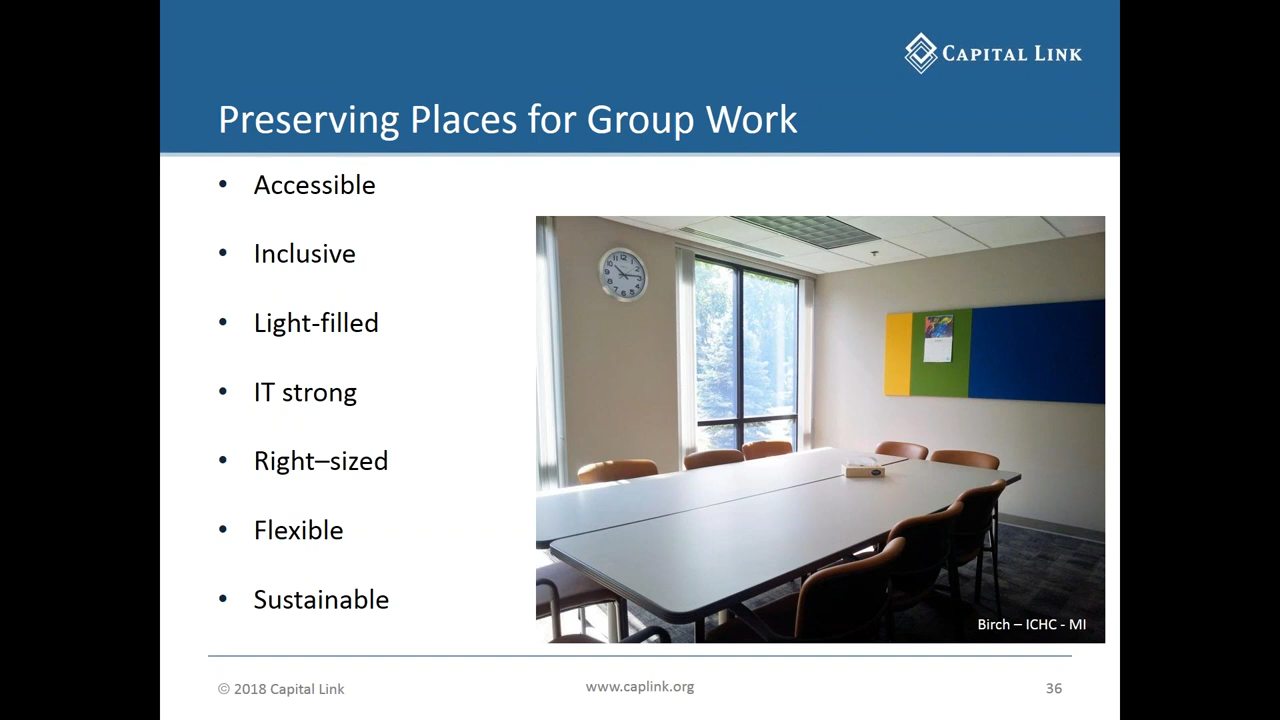 CAPITAL LINK
Preserving Places for Group Work
• Accessible
• Inclusive
• Light-filled
• IT strong
• Right–sized
• Flexible
• Sustainable
Birch – ICHC - MI
© 2018 Capital Link
www.caplink.org
36